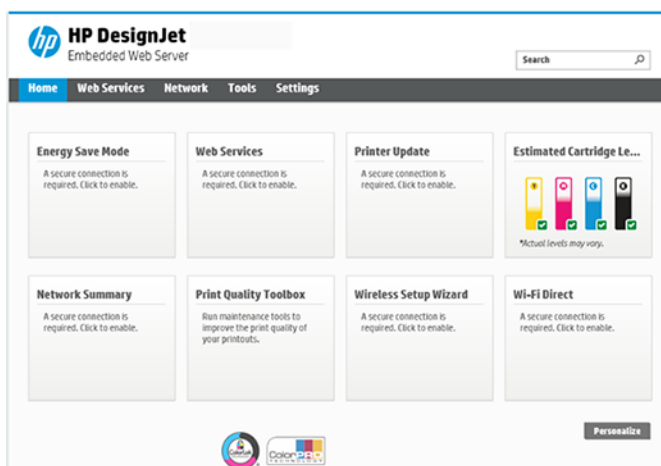 hp
HP DesignJet
Embedded Web Server
Search
Home
Web Services
Network
Tools
Settings
Energy Save Mode
A secure connection is
required. Click to enable.
Web Services
A secure connection is
required. Click to enable.
Printer Update
A secure connection is
required. Click to enable.
Estimated Cartridge Le...
*Actual levels may vary.
Network Summary
A secure connection is
required. Click to enable.
Print Quality Toolbox
Run maintenance tools to
improve the print quality of
your printouts.
Wireless Setup Wizard
A secure connection is
required. Click to enable.
Wi-Fi Direct
A secure connection is
required. Click to enable.
Personalize
ColorPRO
TECHNOLOGY